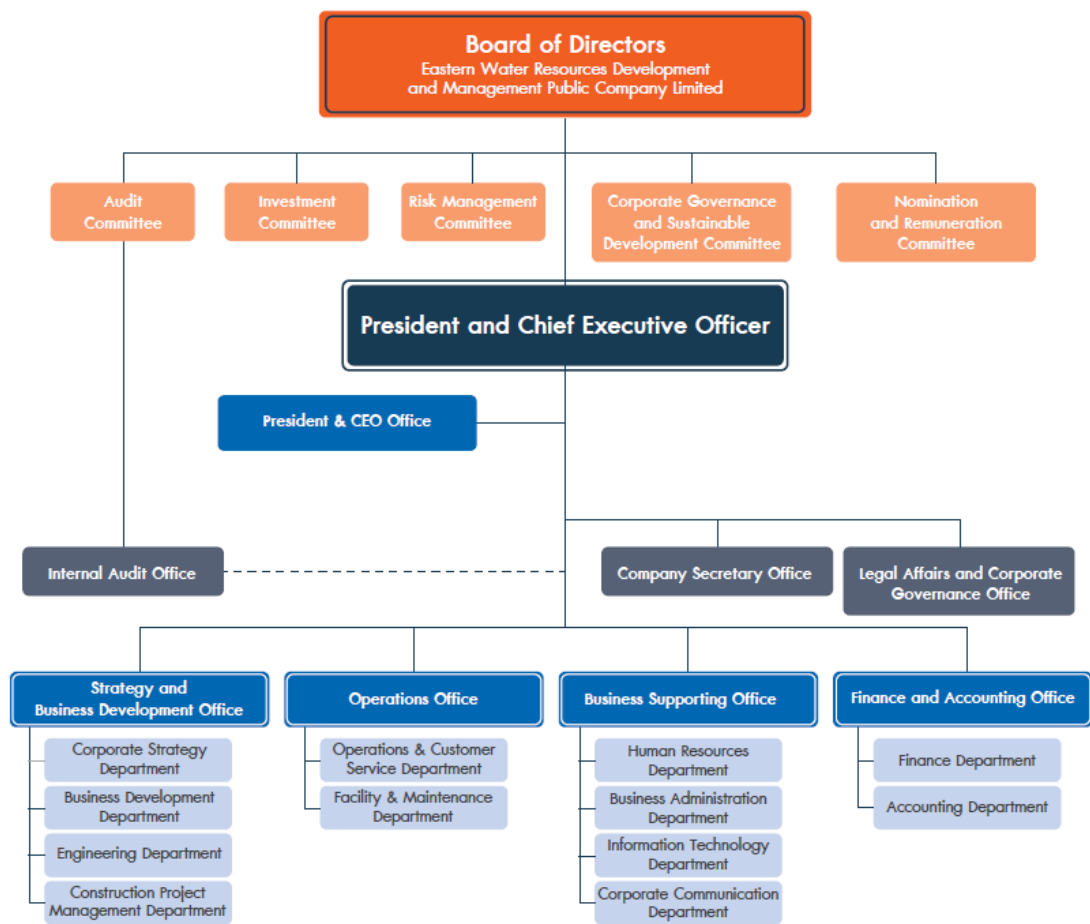 Board of Directors
Eastern Water Resources Development
and Management Public Company Limited
Audit
Committee
Investment
Committee
Risk Management
Committee
Corporate Governance
and Sustainable
Development Committee
Nomination
and Remuneration
Committee
President and Chief Executive Officer
President & CEO Office
Internal Audit Office
Company Secretary Office
Legal Affairs and Corporate
Governance Office
Strategy and
Business Development Office
Corporate Strategy
Department
Business Development
Department
Engineering Department
Construction Project
Management Department
Operations Office
Operations & Customer
Service Department
Facility & Maintenance
Department
Business Supporting Office
Human Resources
Department
Business Administration
Department
Information Technology
Department
Corporate Communication
Department
Finance and Accounting Office
Finance Department
Accounting Department